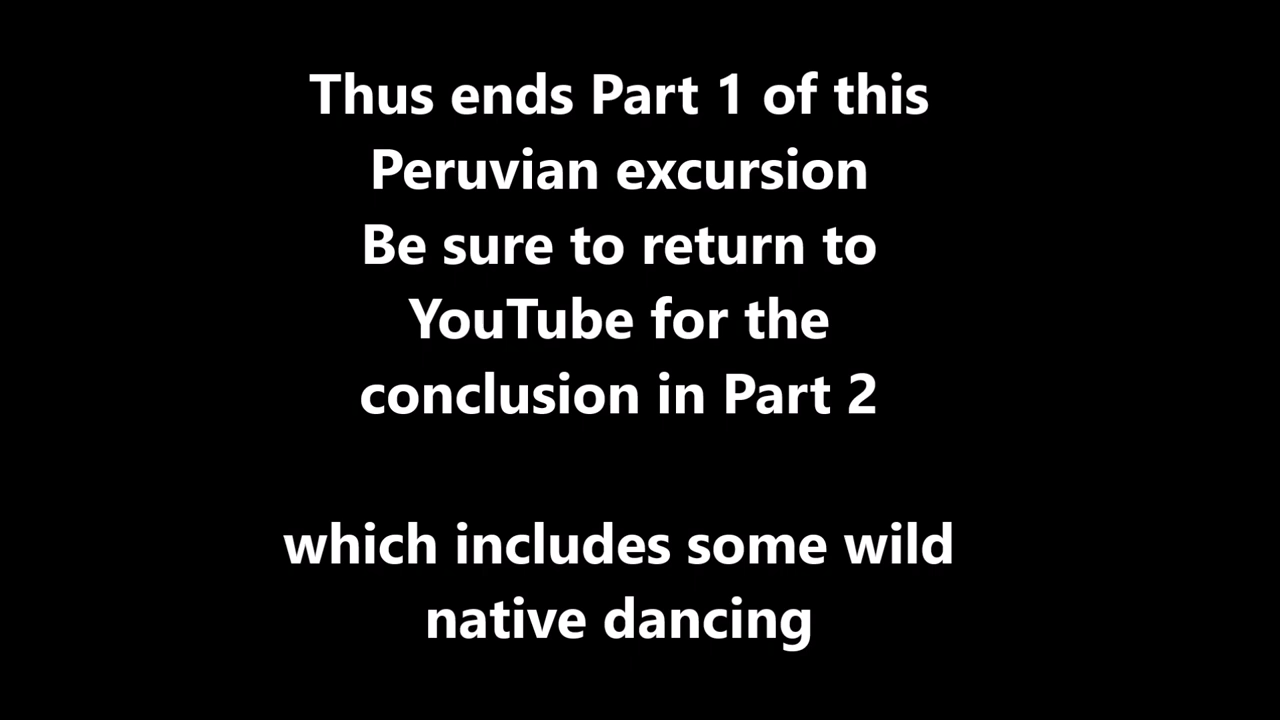 Thus ends Part 1 of this
Peruvian excursion
Be sure to return to
YouTube for the
conclusion in Part 2
which includes some wild
native dancing